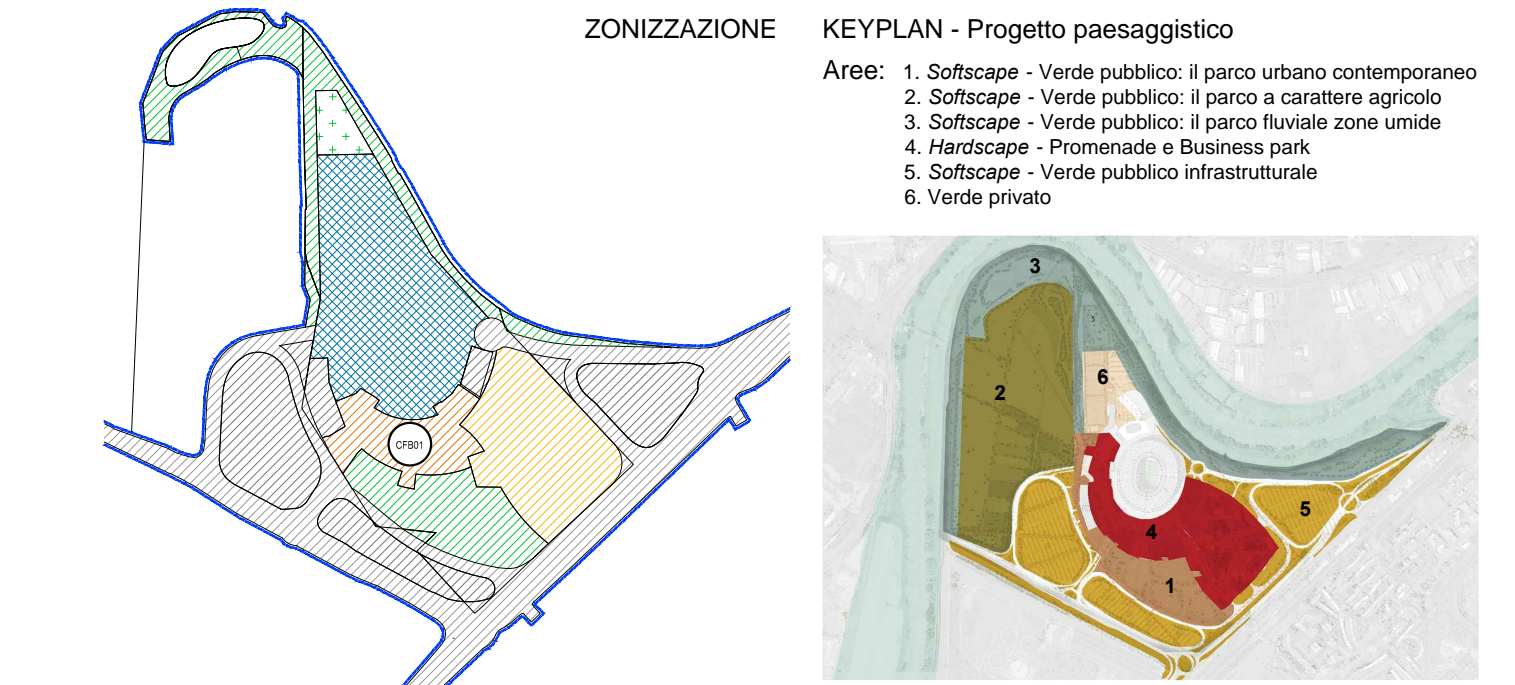 ZONIZZAZIONE
CFB01
KEYPLAN - Progetto paesaggistico
Aree: 1. Softscape - Verde pubblico: il parco urbano contemporaneo
2. Softscape - Verde pubblico: il parco a carattere agricolo
3. Softscape - Verde pubblico: il parco fluviale zone umide
4. Hardscape - Promenade e Business park
5. Softscape - Verde pubblico infrastrutturale
6. Verde privato
3
6
2
5
4
1